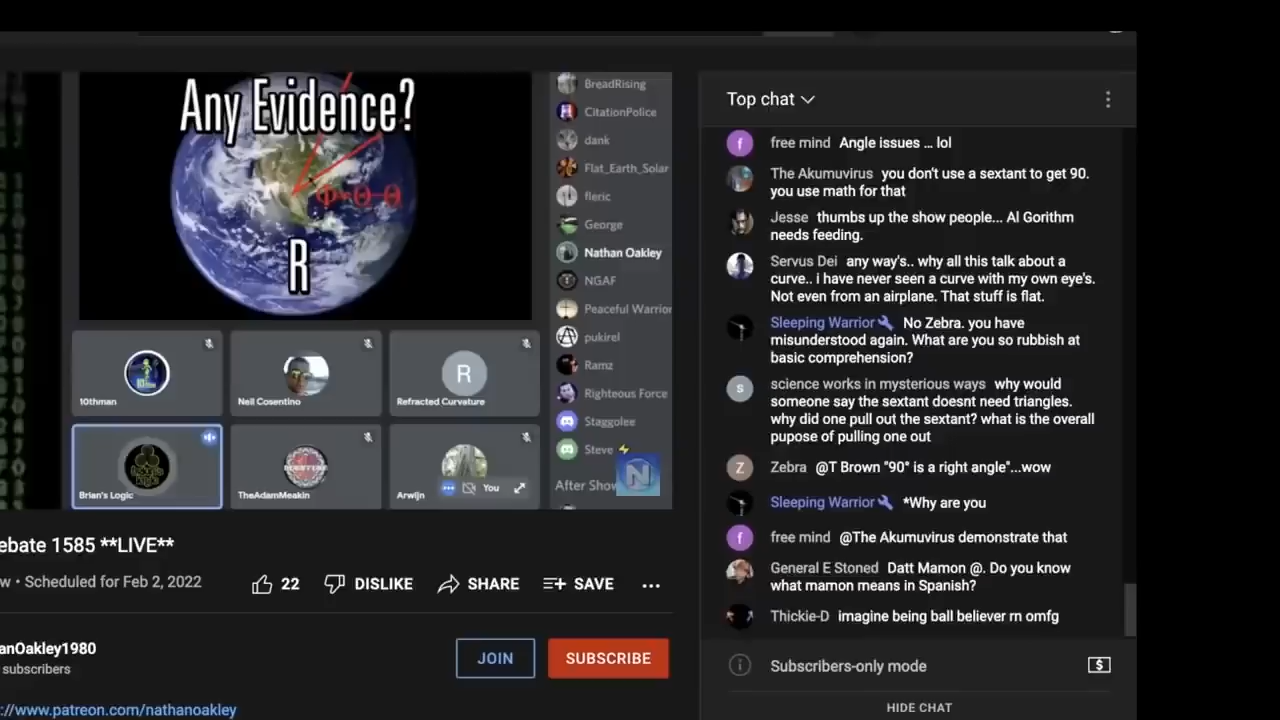 Any Evidence?
Φ=Θ-Θ
R
BreadRising
CitationPolice
dank
Flat_Earth_Solar
fleric
George
Nathan Oakley
NGAF
Peaceful Warrior
pukirel
Ramz
Righteous Force
Staggolee
Steve
After Show
10thman
Neil Cosentino
R
Refracted Curvature
Brian's Logic
TheAdamMeakin
Arwijn
You
N
ebate 1585 **LIVE**
w • Scheduled for Feb 2, 2022
22
DISLIKE
SHARE
SAVE
anOakley1980
subscribers
JOIN
SUBSCRIBE
://www.patreon.com/nathanoakley
Top chat
f
free mind Angle issues ... lol
The Akumuvirus you don't use a sextant to get 90.
you use math for that
Jesse thumbs up the show people... Al Gorithm
needs feeding.
Servus Dei any way's.. why all this talk about a
curve.. i have never seen a curve with my own eye's.
Not even from an airplane. That stuff is flat.
Sleeping Warrior No Zebra. you have
misunderstood again. What are you so rubbish at
basic comprehension?
s
science works in mysterious ways why would
someone say the sextant doesnt need triangles.
why did one pull out the sextant? what is the overall
pupose of pulling one out
Z
Zebra @T Brown "90° is a right angle"...wow
Sleeping Warrior *Why are you
f
free mind @The Akumuvirus demonstrate that
General E Stoned Datt Mamon @. Do you know
what mamon means in Spanish?
Thickie-D imagine being ball believer rn omfg
Subscribers-only mode
$
HIDE CHAT